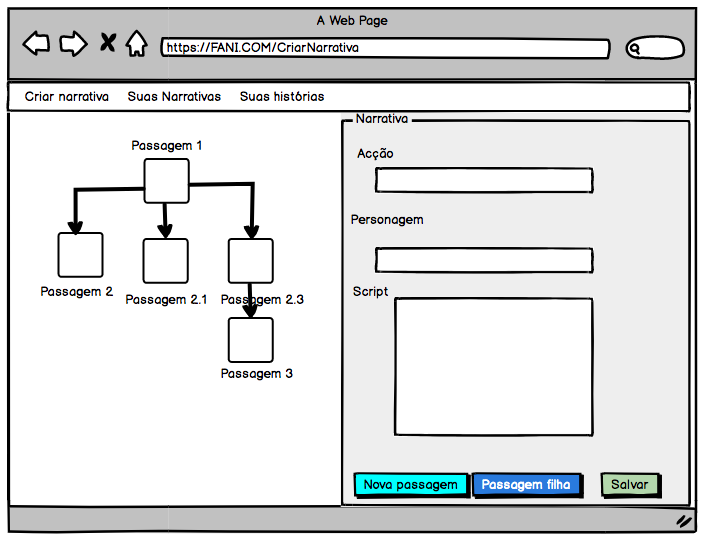 A Web Page
https://FANI.COM/CriarNarrativa
Criar narrativa Suas Narrativas Suas histórias
Passagem 1
Passagem 2
Passagem 2.1
Passagem 2.3
Passagem 3
Narrativa
Acção
Personagem
Script
Nova passagem
Passagem filha
Salvar